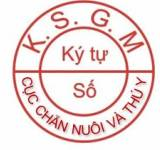 K. S. G. M
Ký tự
Số
CỤC CHĂN NUÔI VÀ THÚ Y